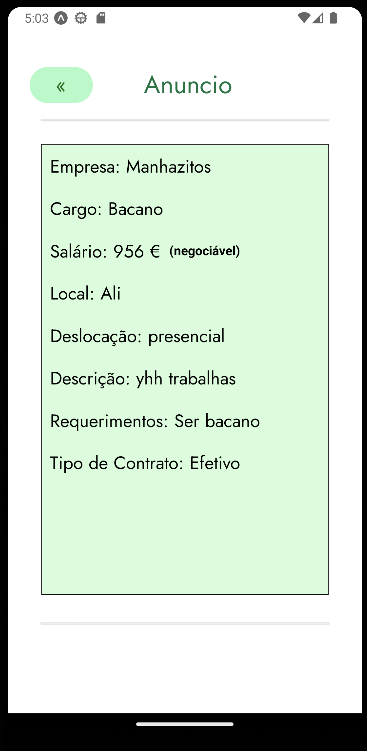 5:03
«
Anuncio
Empresa: Manhazitos
Cargo: Bacano
Salário: 956 € (negociável)
Local: Ali
Deslocação: presencial
Descrição: yhh trabalhas
Requerimentos: Ser bacano
Tipo de Contrato: Efetivo